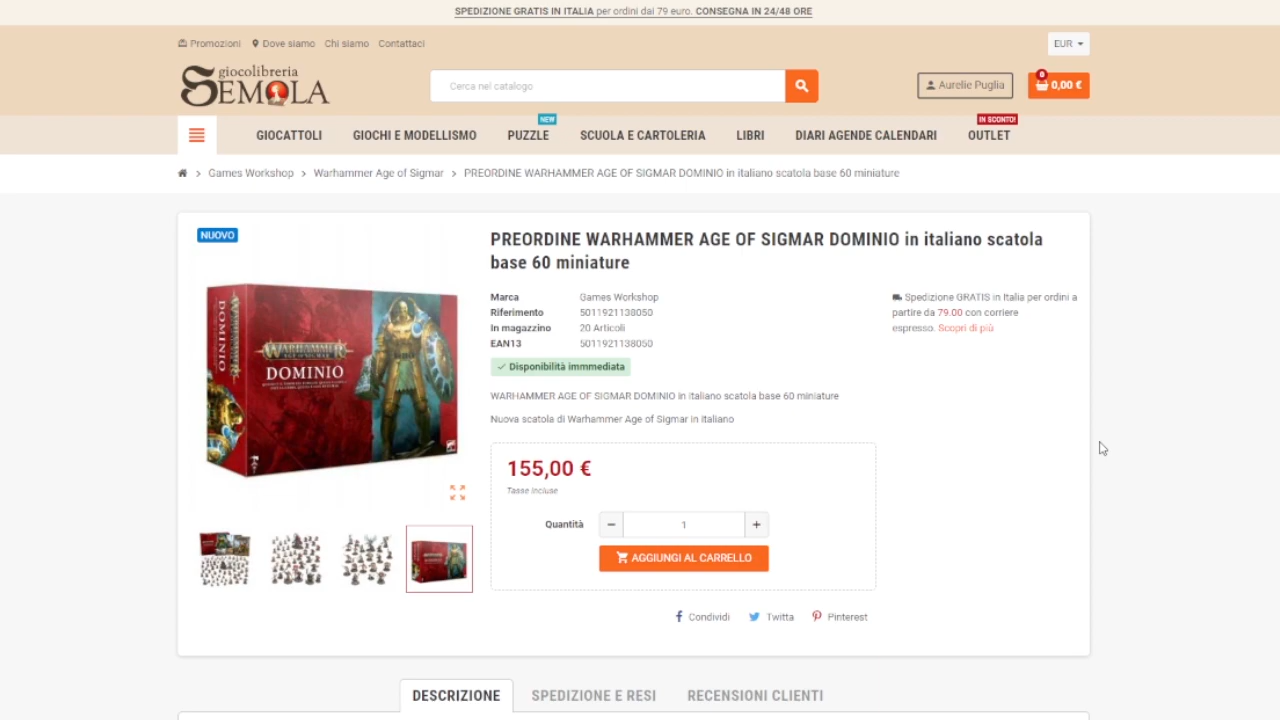 SPEDIZIONE GRATIS IN ITALIA per ordini dai 79 euro. CONSEGNA IN 24/48 ORE
Promozioni Dove siamo Chi siamo Contattaci
EUR
giocolibreria
SEMOLA
Cerca nel catalogo
Aurelie Puglia
0
0,00 €
NEW
IN SCONTO!
GIOCATTOLI GIOCHI E MODELLISMO PUZZLE SCUOLA E CARTOLERIA LIBRI DIARI AGENDE CALENDARI OUTLET
Games Workshop > Warhammer Age of Sigmar > PREORDINE WARHAMMER AGE OF SIGMAR DOMINIO in italiano scatola base 60 miniature
NUOVO
DOMINIO
WARHAMMER
AGE OF SIGMAR
DOMINIO
PREORDINE WARHAMMER AGE OF SIGMAR DOMINIO in italiano scatola
base 60 miniature
Marca Games Workshop
Riferimento 5011921138050
In magazzino 20 Articoli
EAN13 5011921138050
Disponibilità immmediata
Spedizione GRATIS in Italia per ordini a
partire da 79.00 con corriere
espresso. Scopri di più
WARHAMMER AGE OF SIGMAR DOMINIO in italiano scatola base 60 miniature
Nuova scatola di Warhammer Age of Sigmar in italiano
155,00 €
Tasse incluse
Quantità − 1 +
AGGIUNGI AL CARRELLO
Condividi Twitta Pinterest
DESCRIZIONE SPEDIZIONE E RESI RECENSIONI CLIENTI